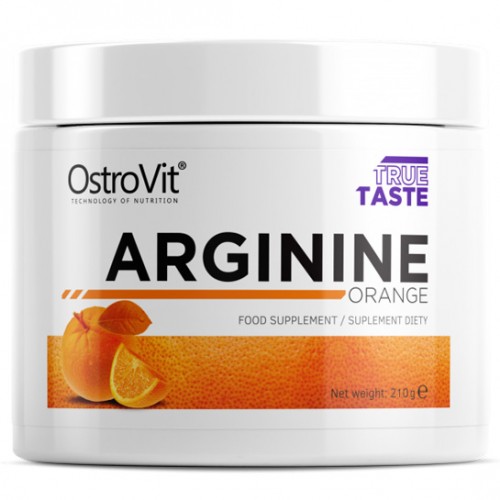 OstroVit®
TECHNOLOGY OF NUTRITION
TRUE
TASTE
ARGININE
ORANGE
FOOD SUPPLEMENT / SUPLEMENT DIETY
Net weight: 210g℮